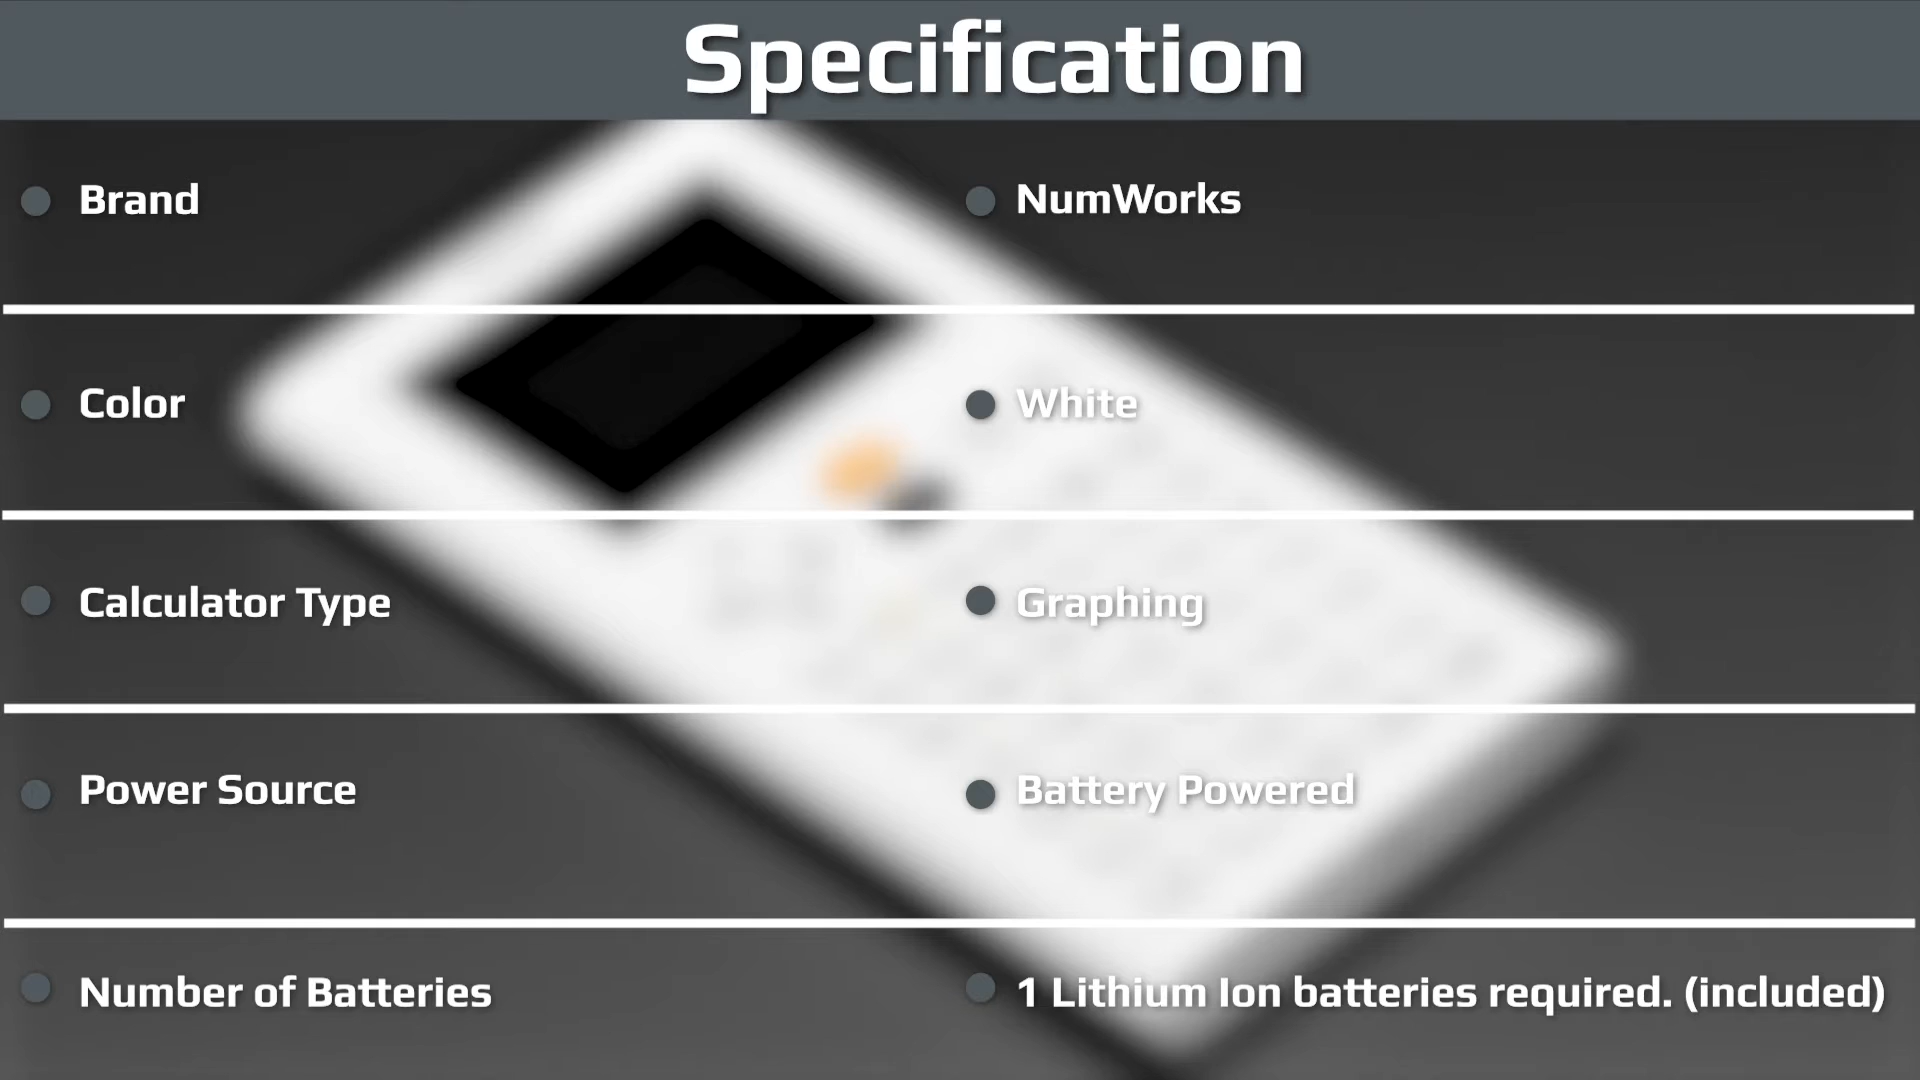 Specification
Brand NumWorks
Color White
Calculator Type Graphing
Power Source Battery Powered
Number of Batteries 1 Lithium Ion batteries required. (included)